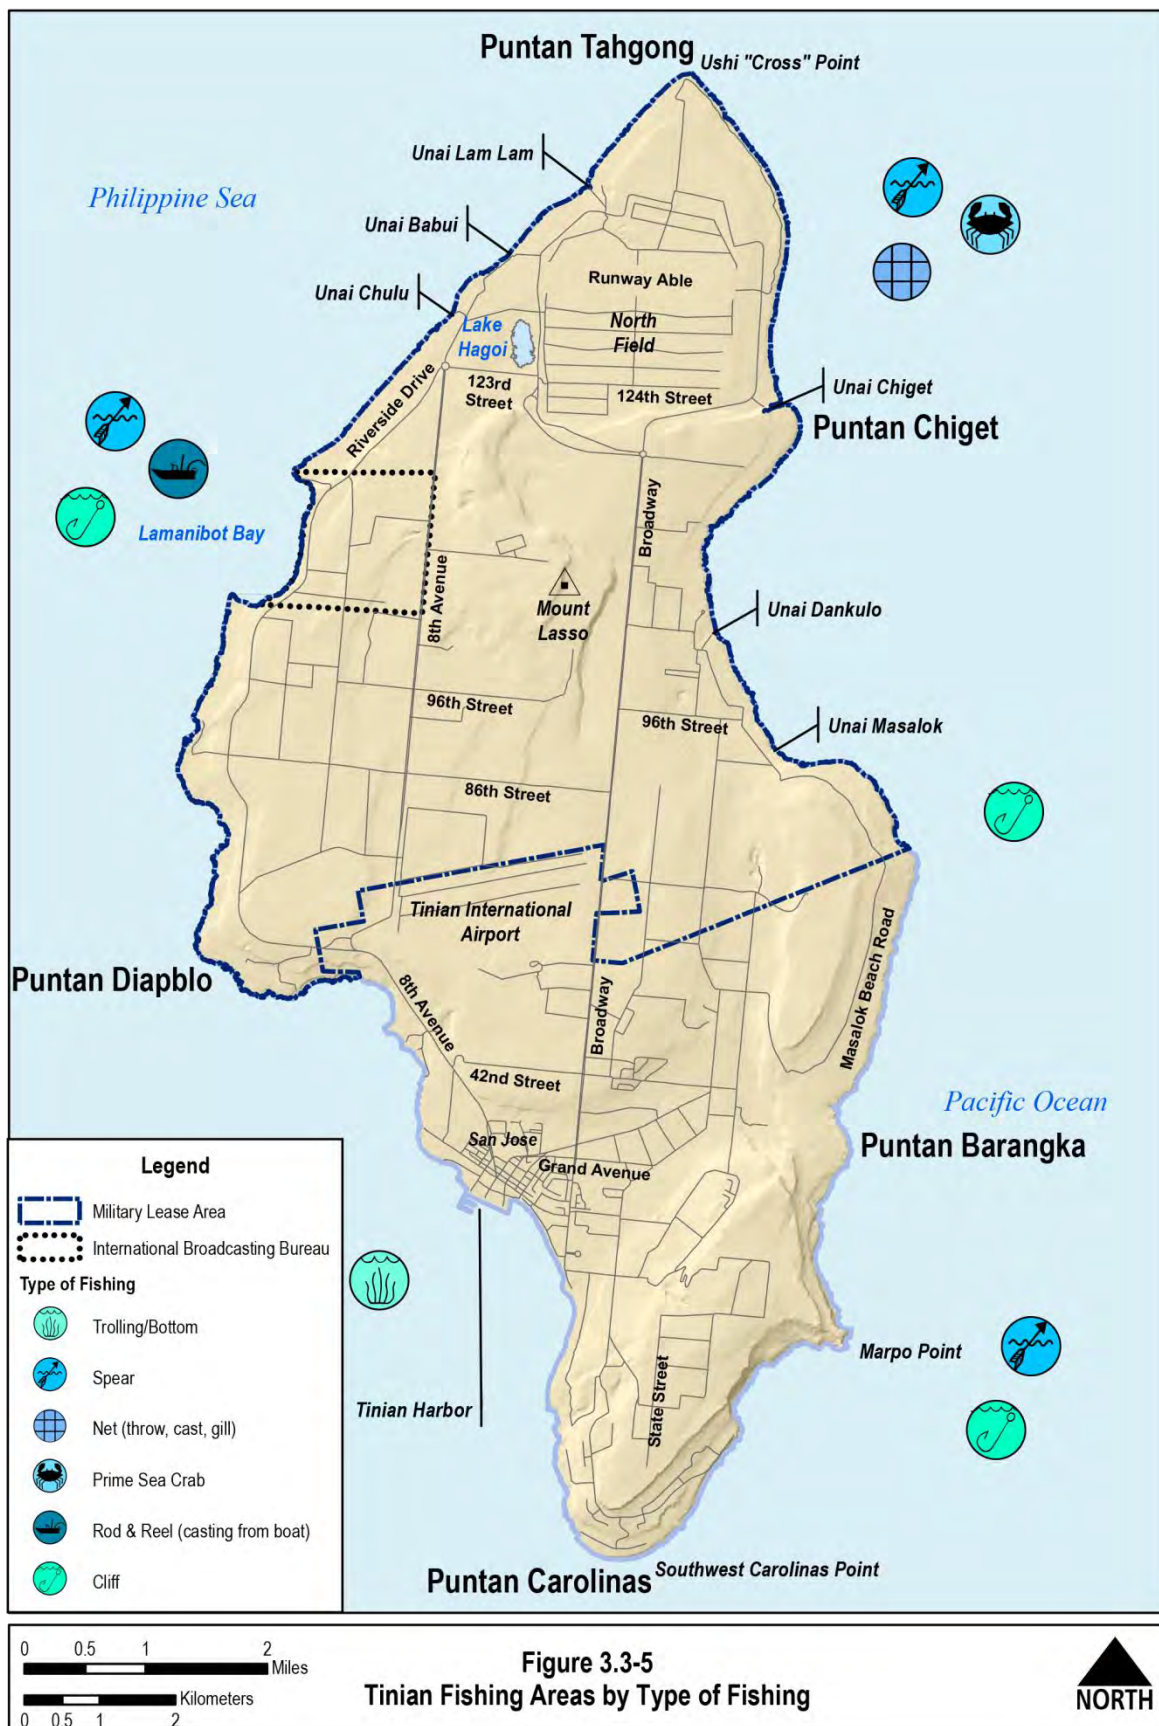 Puntan Tahgong
Ushi "Cross" Point
Unai Lam Lam
Philippine Sea
Unai Babui
Runway Able
Unai Chulu
Lake
Hagoi
North
Field
123rd
Street
124th Street
Unai Chiget
Puntan Chiget
Riverside Drive
Lamanibot Bay
Broadway
8th Avenue
Mount
Lasso
Unai Dankulo
96th Street
96th Street
Unai Masalok
86th Street
Tinian International
Airport
Puntan Diapblo
8th Avenue
Broadway
Masalok Beach Road
42nd Street
Pacific Ocean
San Jose
Grand Avenue
Puntan Barangka
Marpo Point
State Street
Tinian Harbor
Puntan Carolinas
Southwest Carolinas Point
Legend
Military Lease Area
International Broadcasting Bureau
Type of Fishing
Trolling/Bottom
Spear
Net (throw, cast, gill)
Prime Sea Crab
Rod & Reel (casting from boat)
Cliff
0 0.5 1 2
Miles
Kilometers
0 0.5 1 2
Figure 3.3-5
Tinian Fishing Areas by Type of Fishing
NORTH